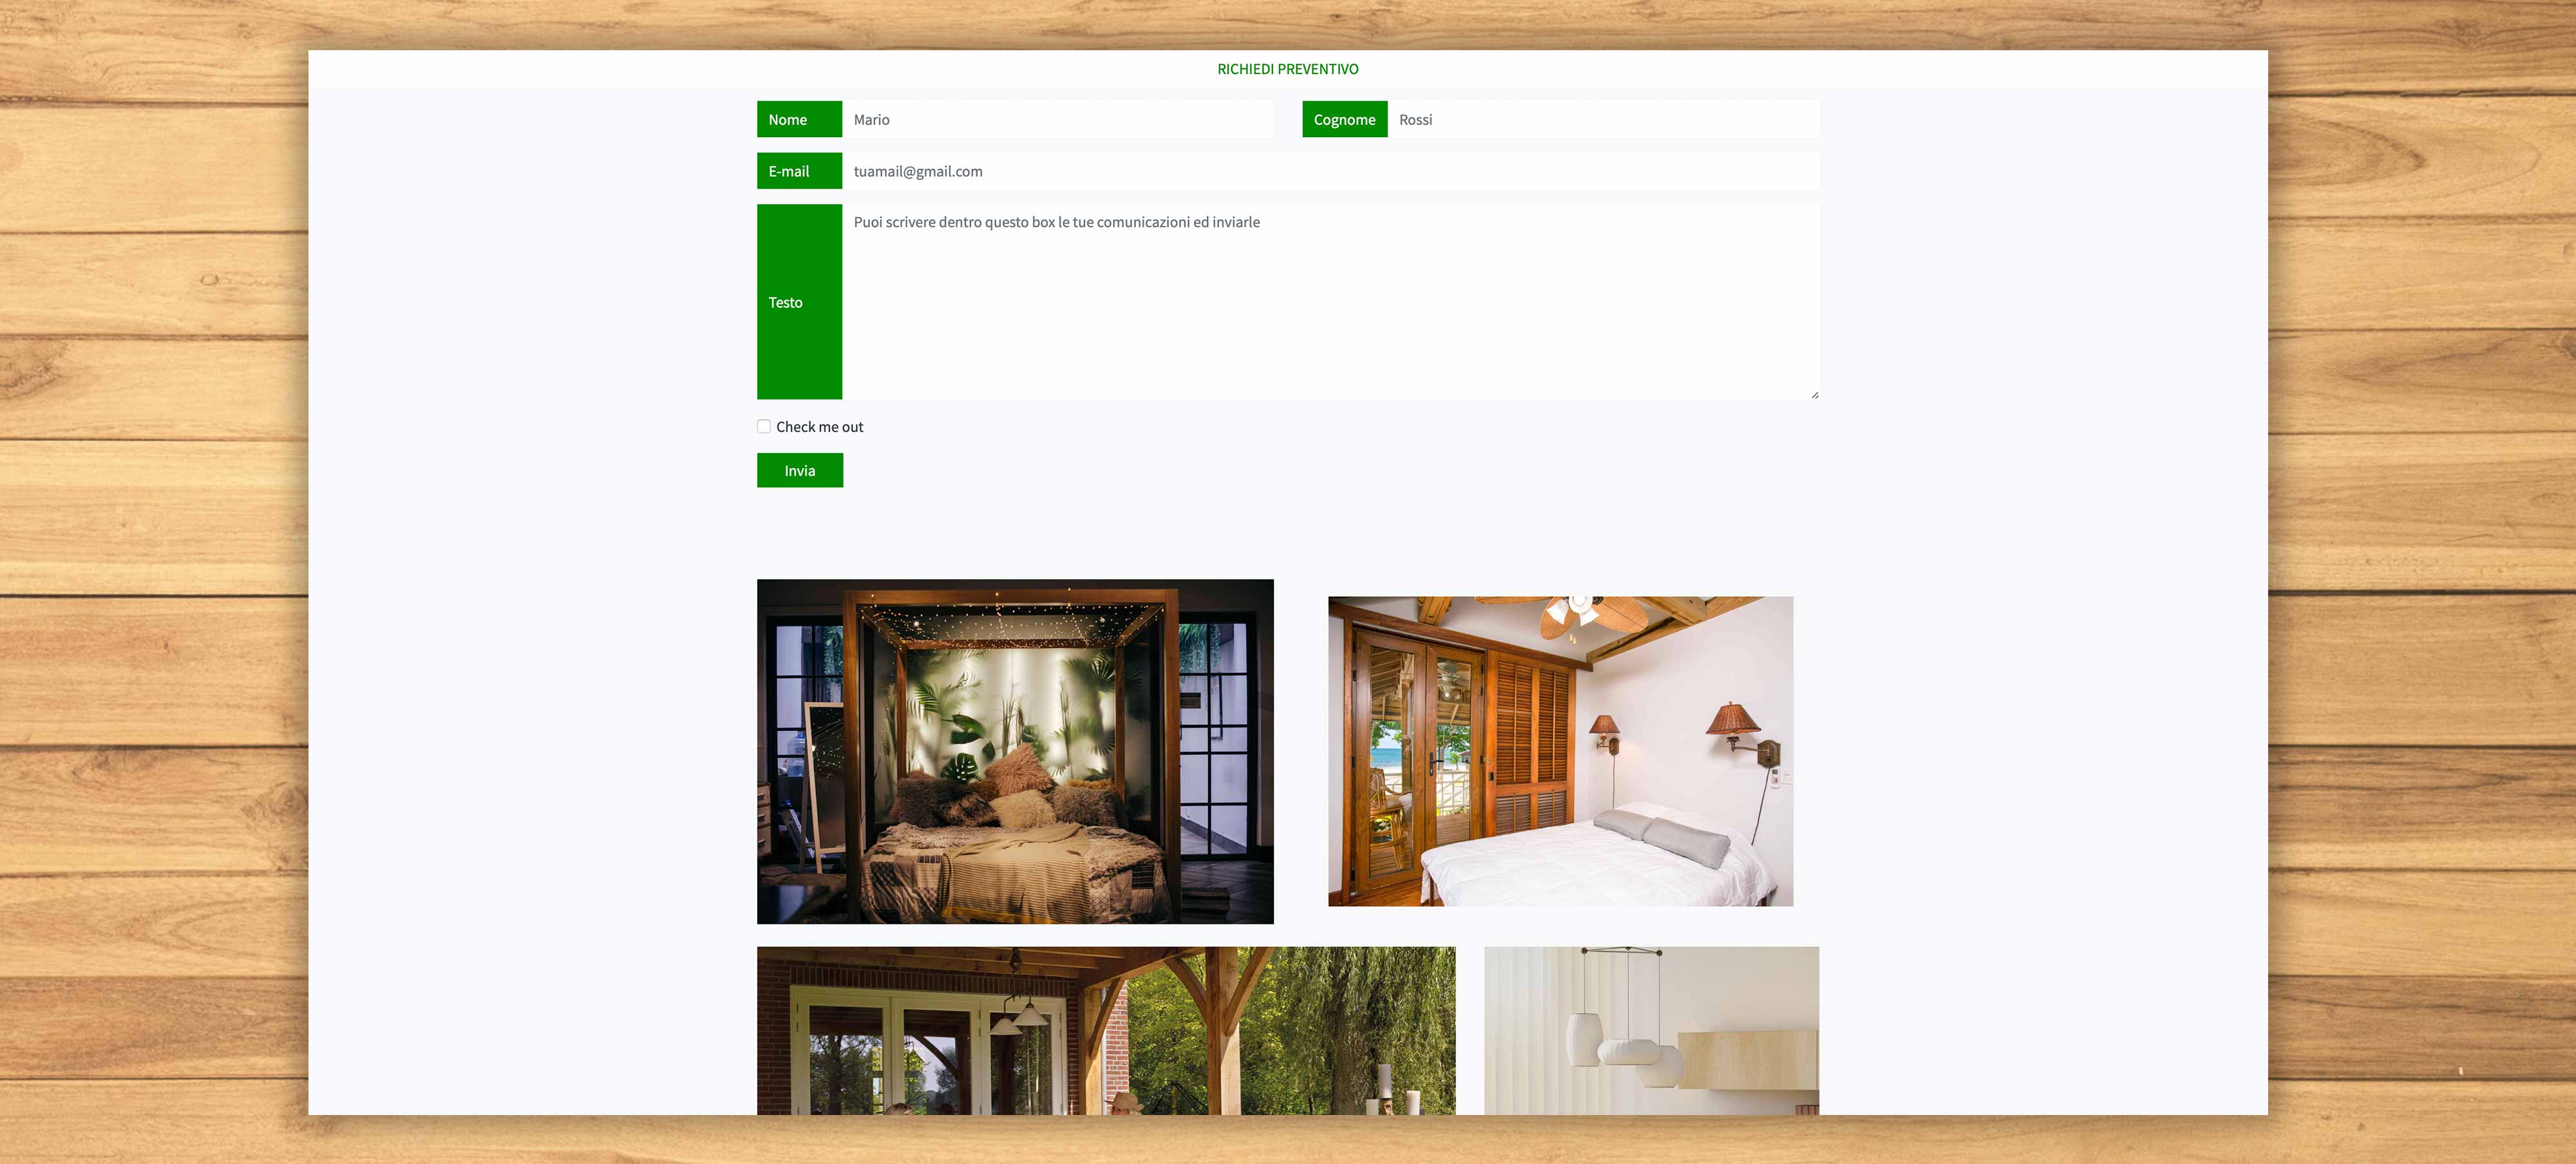 RICHIEDI PREVENTIVO
Nome Mario Cognome Rossi
E-mail tuamail@gmail.com
Puoi scrivere dentro questo box le tue comunicazioni ed inviarle
Testo
Check me out
Invia